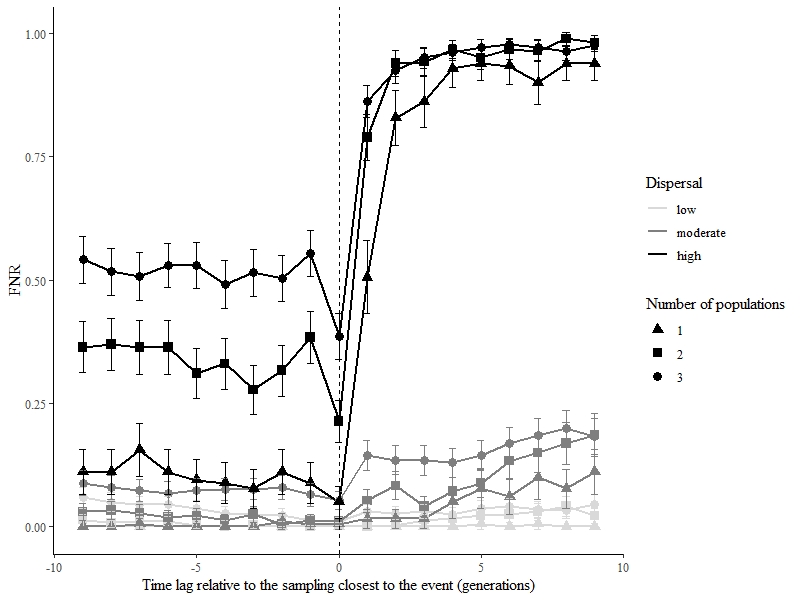 1.00
0.75
0.50
0.25
0.00
FNR
-10
-5
0
5
10
Time lag relative to the sampling closest to the event (generations)
Dispersal
low
moderate
high
Number of populations
1
2
3